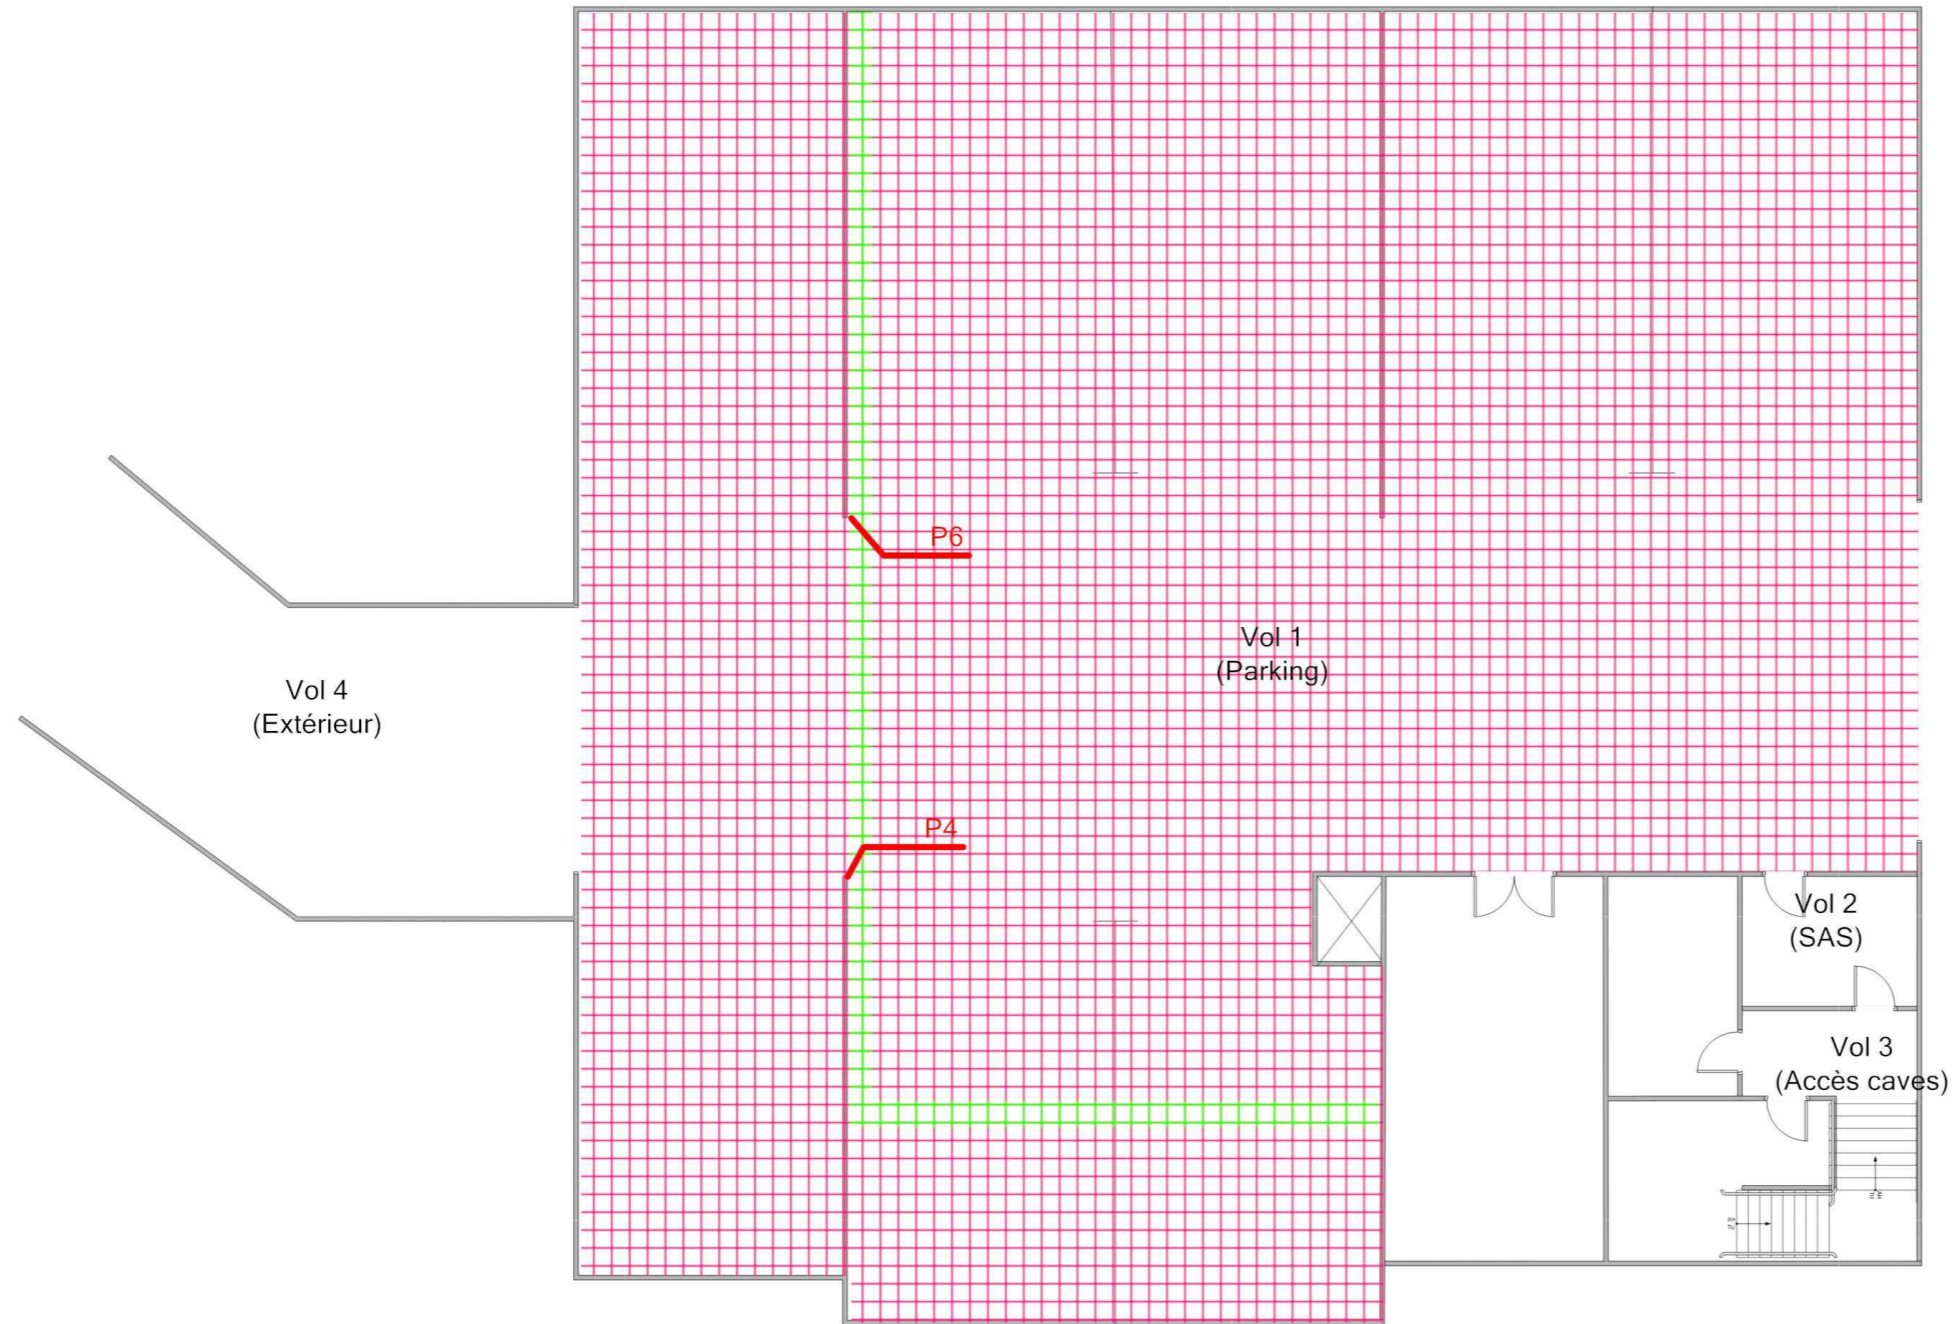 P6
Vol 1
(Parking)
Vol 4
(Extérieur)
P4
Vol 2
(SAS)
Vol 3
(Accès caves)